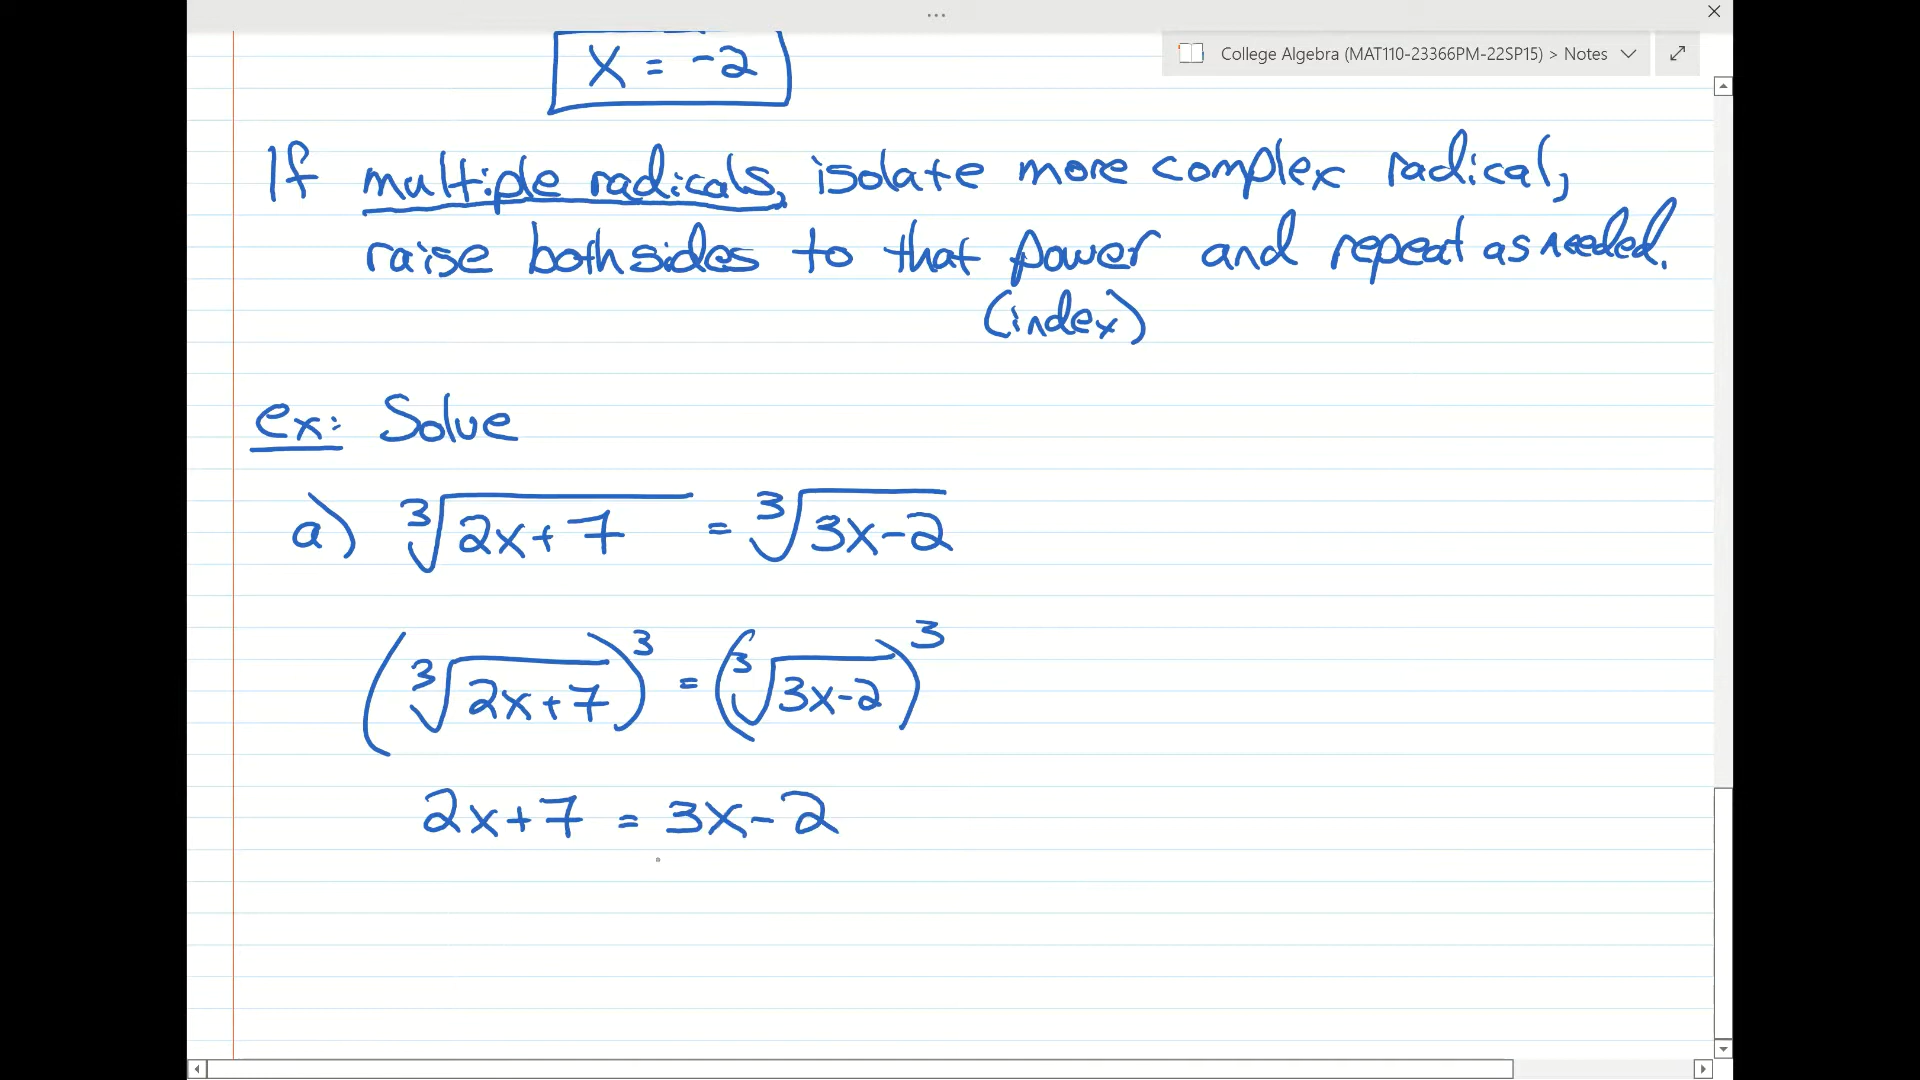 ...
College Algebra (MAT110-23366PM-22SP15) > Notes
x = -2
If multiple radicals, isolate more complex radical,
raise both sides to that power and repeat as needed.
(index)
ex: Solve
a) ∛(2x+7) = ∛(3x-2)
(∛(2x+7))³ = (∛(3x-2))³
2x+7 = 3x-2